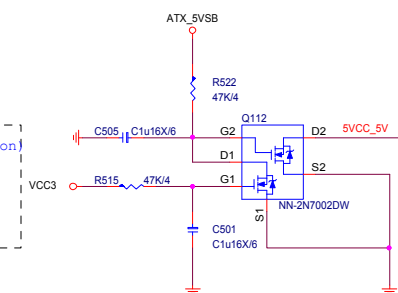 ATX_5VSB
R522
47K/4
Q112
C505 C1u16X/6
G2 D2 5VCC_5V
on)
D1
S2
VCC3 R515 47K/4 G1
NN-2N7002DW
S1
C501
C1u16X/6